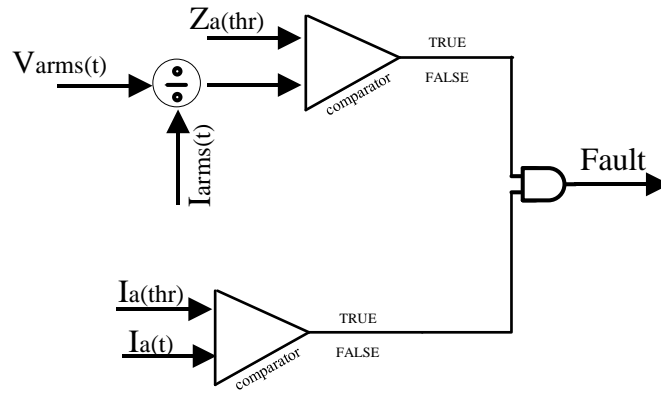 Za(thr)
Varms(t)
÷
Iarms(t)
comparator
TRUE
FALSE
Fault
Ia(thr)
Ia(t)
comparator
TRUE
FALSE